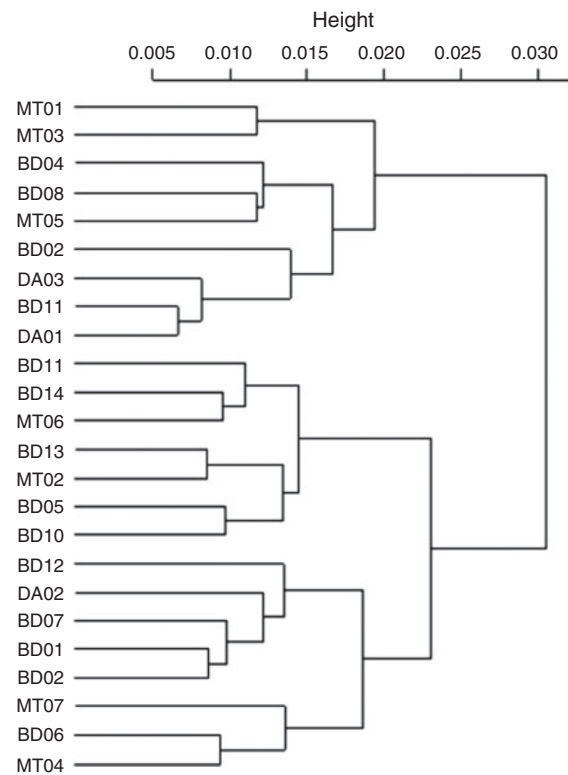 Height
0.005 0.010 0.015 0.020 0.025 0.030
MT01
MT03
BD04
BD08
MT05
BD02
DA03
BD11
DA01
BD11
BD14
MT06
BD13
MT02
BD05
BD10
BD12
DA02
BD07
BD01
BD02
MT07
BD06
MT04